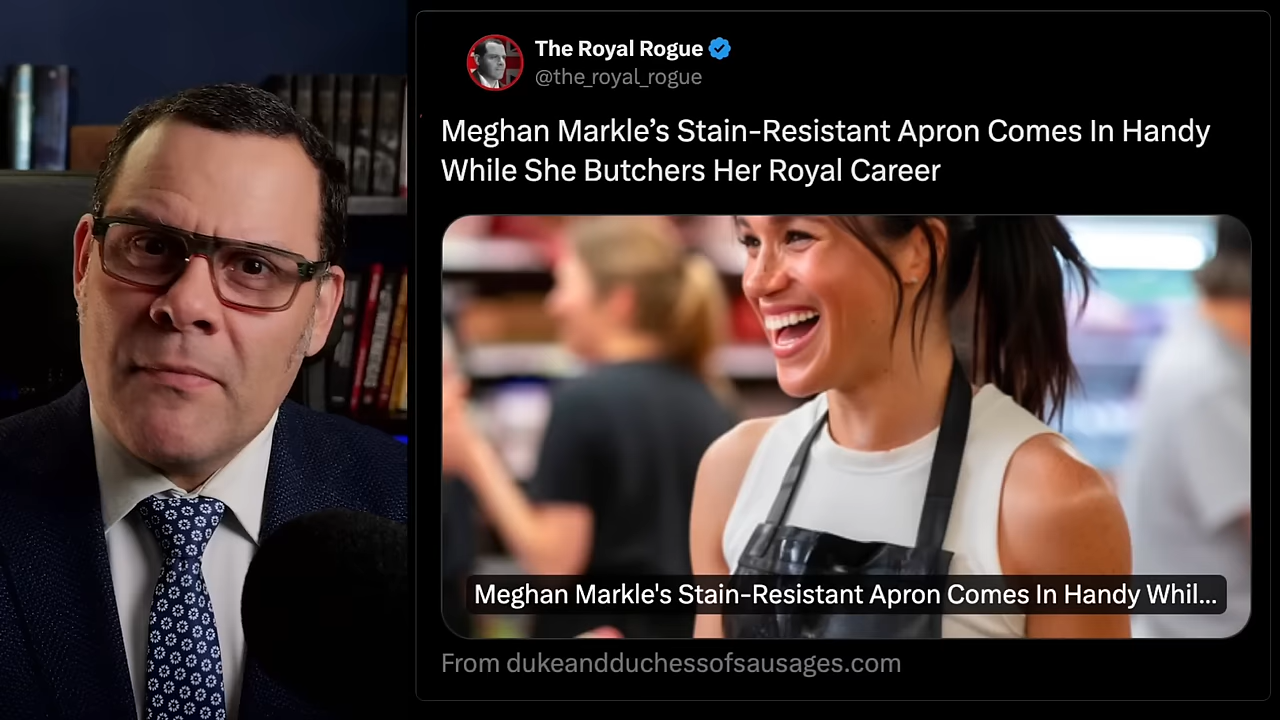 The Royal Rogue
@the_royal_rogue
Meghan Markle’s Stain-Resistant Apron Comes In Handy
While She Butchers Her Royal Career
Meghan Markle's Stain-Resistant Apron Comes In Handy Whil...
From dukeandduchessofsausages.com